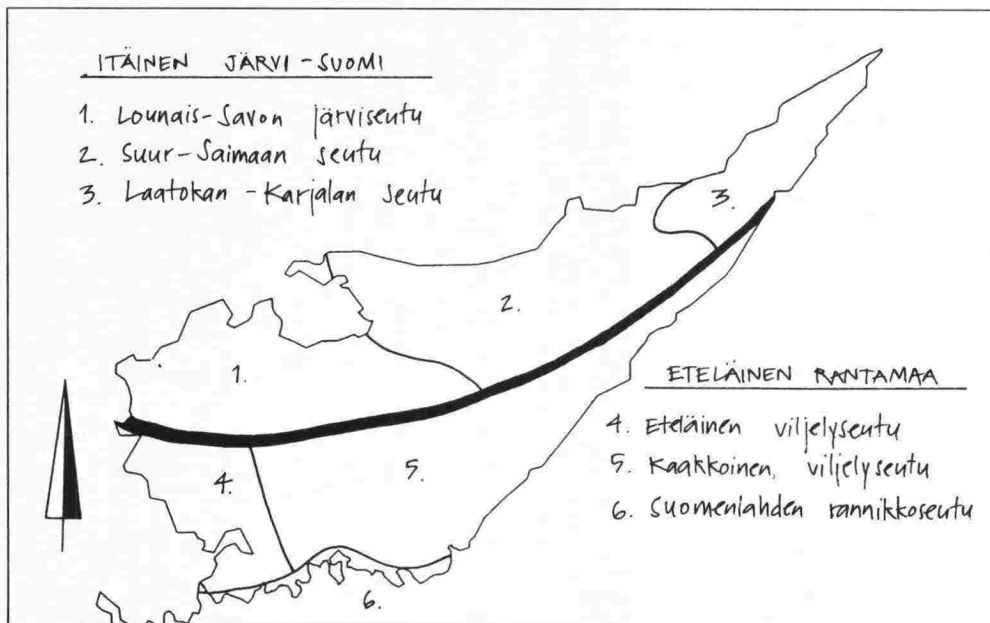 ITÄINEN JÄRVI-SUOMI
1. Lounais-Savon järviseutu
2. Suur-Saimaan seutu
3. Laatokan-Karjalan seutu
3.
2.
1.
ETELÄINEN RANTAMAA
4. Eteläinen viljelyseutu
5. Kaakkoinen, viljelyseutu
6. Suomenlahden rannikkoseutu
4.
5.
6.